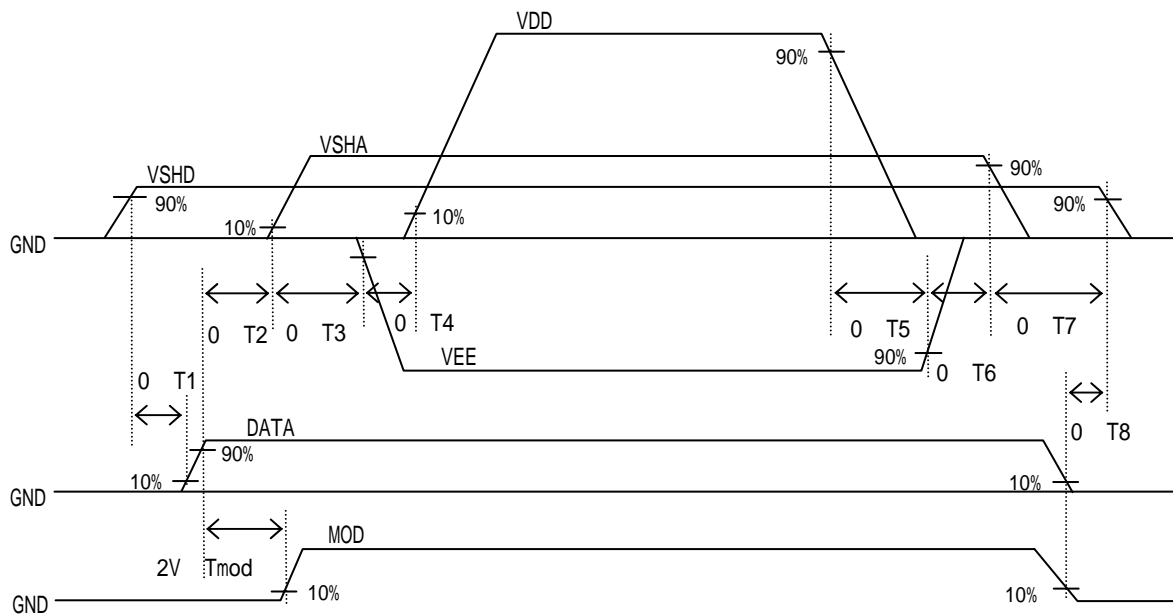 VDD
90%
VSHA
VSHD
90%
90%
10%
10%
90%
GND
0 T2
0 T3
0 T4
0 T5
0 T7
VEE
90%
0 T6
0 T1
0 T8
DATA
90%
10%
10%
GND
MOD
2V Tmod
10%
10%
GND